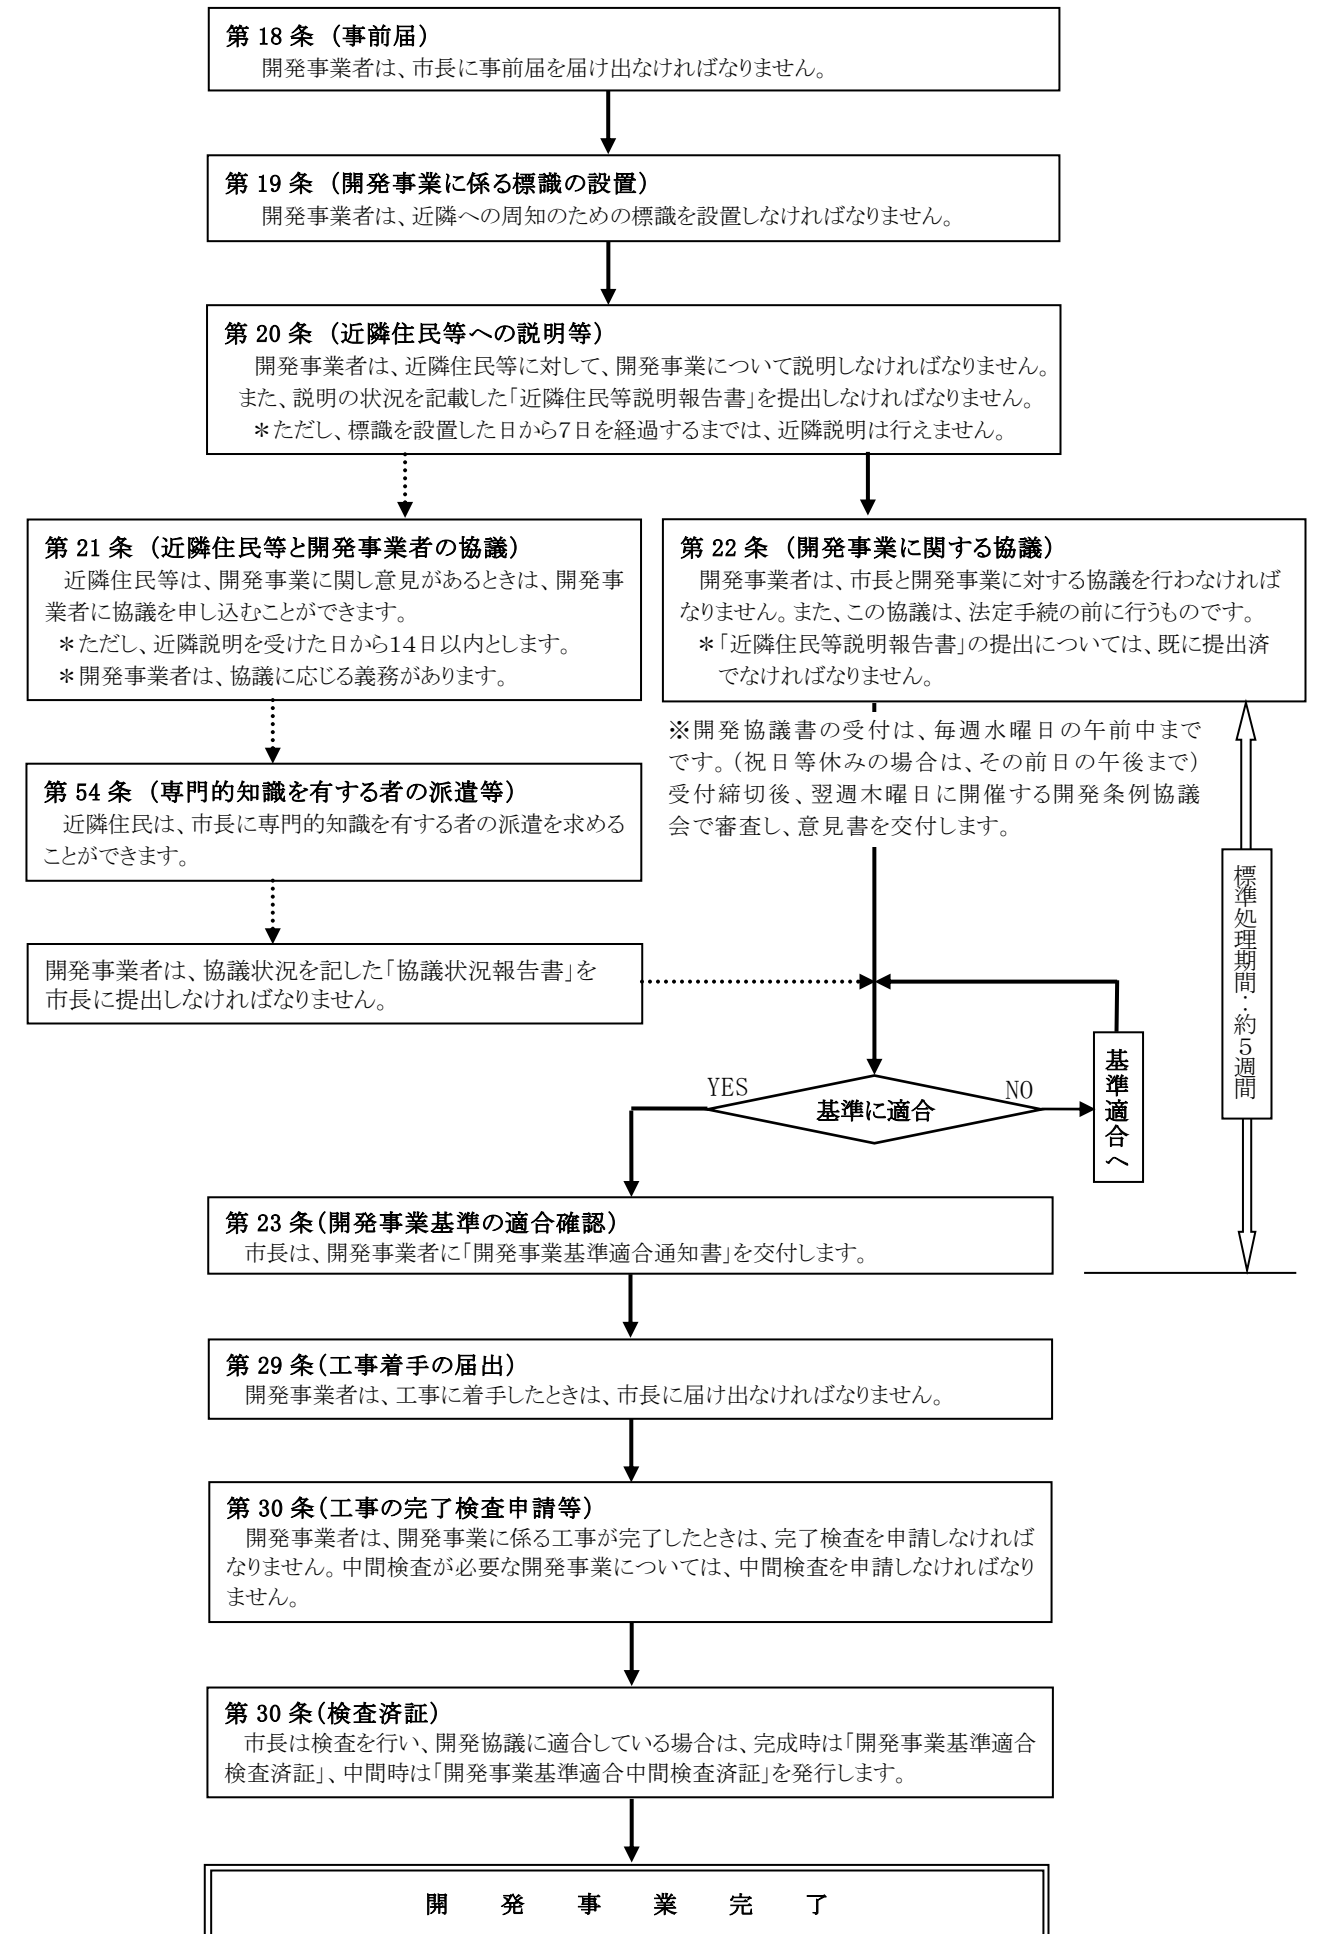 第 18 条 （事前届）
開発事業者は、市長に事前届を届け出なければなりません。
第 19 条 （開発事業に係る標識の設置）
開発事業者は、近隣への周知のための標識を設置しなければなりません。
第 20 条 （近隣住民等への説明等）
開発事業者は、近隣住民等に対して、開発事業について説明しなければなりません。
また、説明の状況を記載した「近隣住民等説明報告書」を提出しなければなりません。
＊ただし、標識を設置した日から７日を経過するまでは、近隣説明は行えません。
第 21 条 （近隣住民等と開発事業者の協議）
近隣住民等は、開発事業に関し意見があるときは、開発事
業者に協議を申し込むことができます。
＊ただし、近隣説明を受けた日から１４日以内とします。
＊開発事業者は、協議に応じる義務があります。
第 22 条 （開発事業に関する協議）
開発事業者は、市長と開発事業に対する協議を行わなければ
なりません。また、この協議は、法定手続の前に行うものです。
＊「近隣住民等説明報告書」の提出については、既に提出済
でなければなりません。
※開発協議書の受付は、毎週水曜日の午前中まで
です。（祝日等休みの場合は、その前日の午後まで）
受付締切後、翌週木曜日に開催する開発条例協議
会で審査し、意見書を交付します。
第 54 条 （専門的知識を有する者の派遣等）
近隣住民は、市長に専門的知識を有する者の派遣を求める
ことができます。
開発事業者は、協議状況を記した「協議状況報告書」を
市長に提出しなければなりません。
標準処理期間：約５週間
基準適合へ
YES
基準に適合
NO
第 23 条（開発事業基準の適合確認）
市長は、開発事業者に「開発事業基準適合通知書」を交付します。
第 29 条（工事着手の届出）
開発事業者は、工事に着手したときは、市長に届け出なければなりません。
第 30 条（工事の完了検査申請等）
開発事業者は、開発事業に係る工事が完了したときは、完了検査を申請しなければ
なりません。中間検査が必要な開発事業については、中間検査を申請しなければなり
ません。
第 30 条（検査済証）
市長は検査を行い、開発協議に適合している場合は、完成時は「開発事業基準適合
検査済証」、中間時は「開発事業基準適合中間検査済証」を発行します。
開 発 事 業 完 了